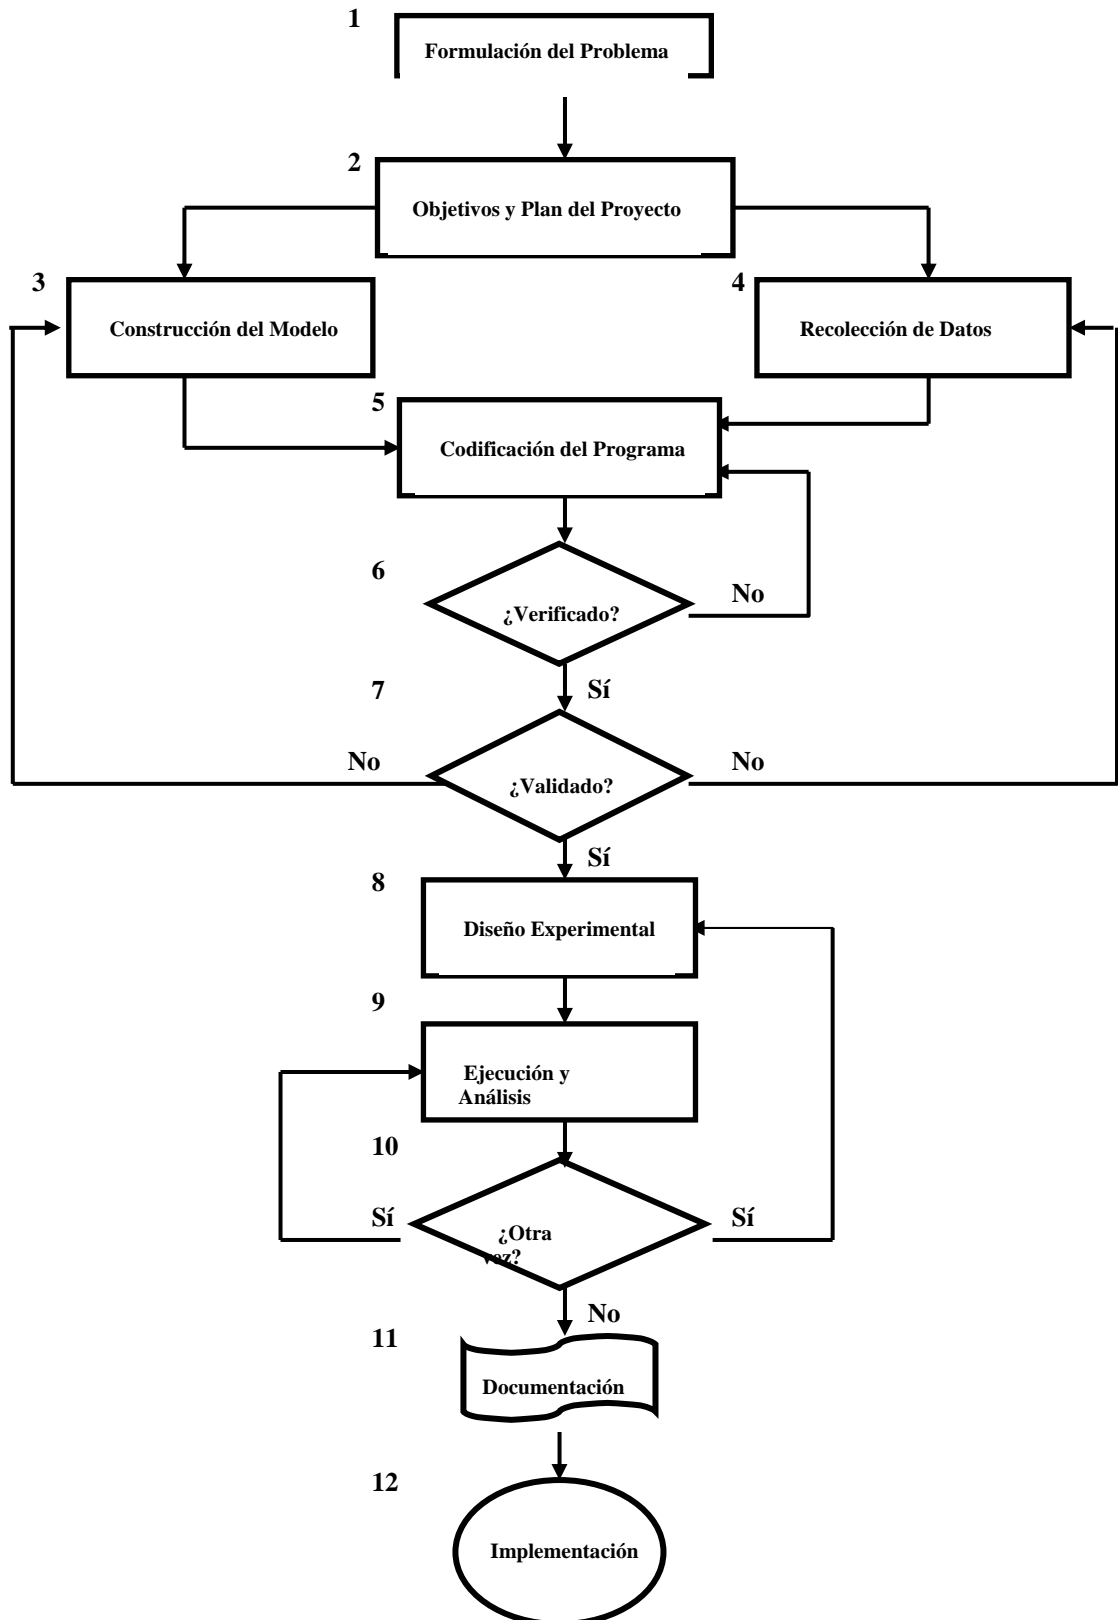 1
Formulación del Problema
2
Objetivos y Plan del Proyecto
3
4
Construcción del Modelo
Recolección de Datos
5
Codificación del Programa
6
No
¿Verificado?
7
Sí
No
No
¿Validado?
Sí
8
Diseño Experimental
9
Ejecución y
Análisis
10
Sí
Sí
¿Otra
vez?
No
11
Documentación
12
Implementación